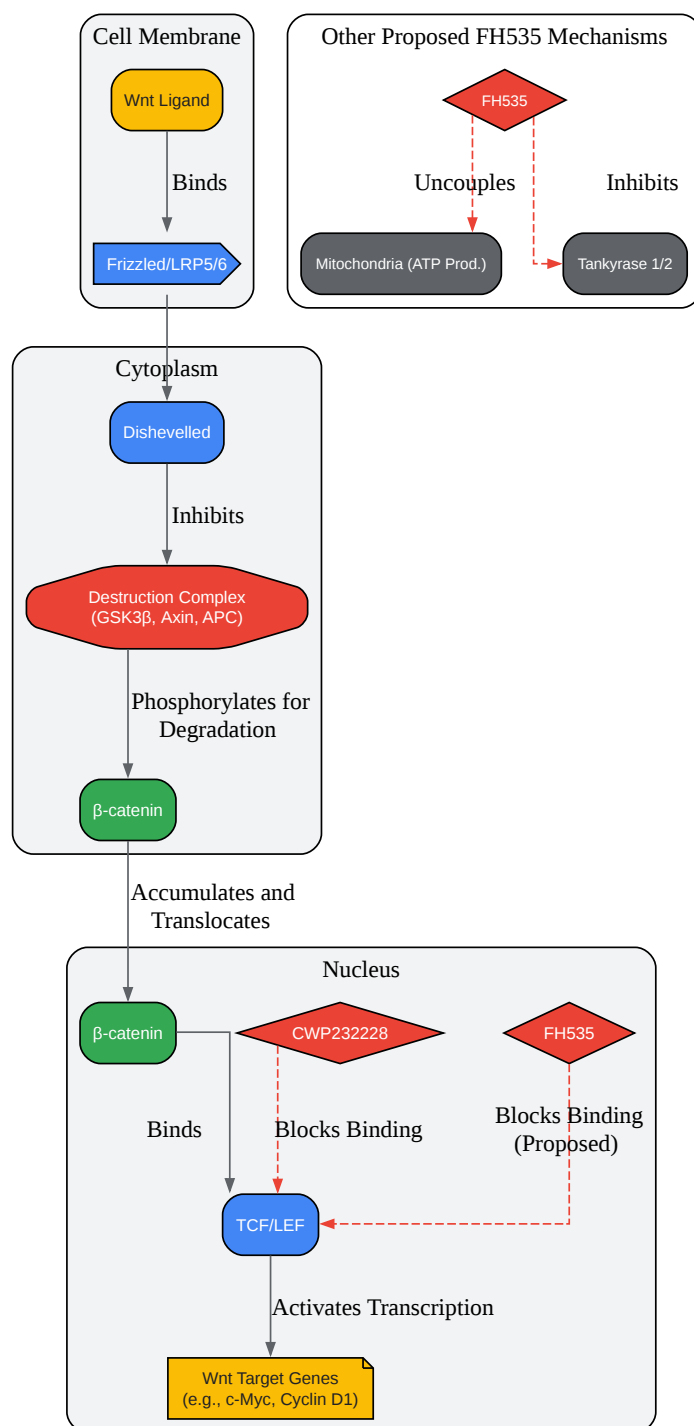 Cell Membrane
Wnt Ligand
Binds
Frizzled/LRP5/6
Other Proposed FH535 Mechanisms
FH535
Uncouples
Inhibits
Mitochondria (ATP Prod.)
Tankyrase 1/2
Cytoplasm
Dishevelled
Inhibits
Destruction Complex
(GSK3β, Axin, APC)
Phosphorylates for
Degradation
β-catenin
Accumulates and
Translocates
Nucleus
β-catenin
CWP232228
FH535
Binds
Blocks Binding
Blocks Binding
(Proposed)
TCF/LEF
Activates Transcription
Wnt Target Genes
(e.g., c-Myc, Cyclin D1)